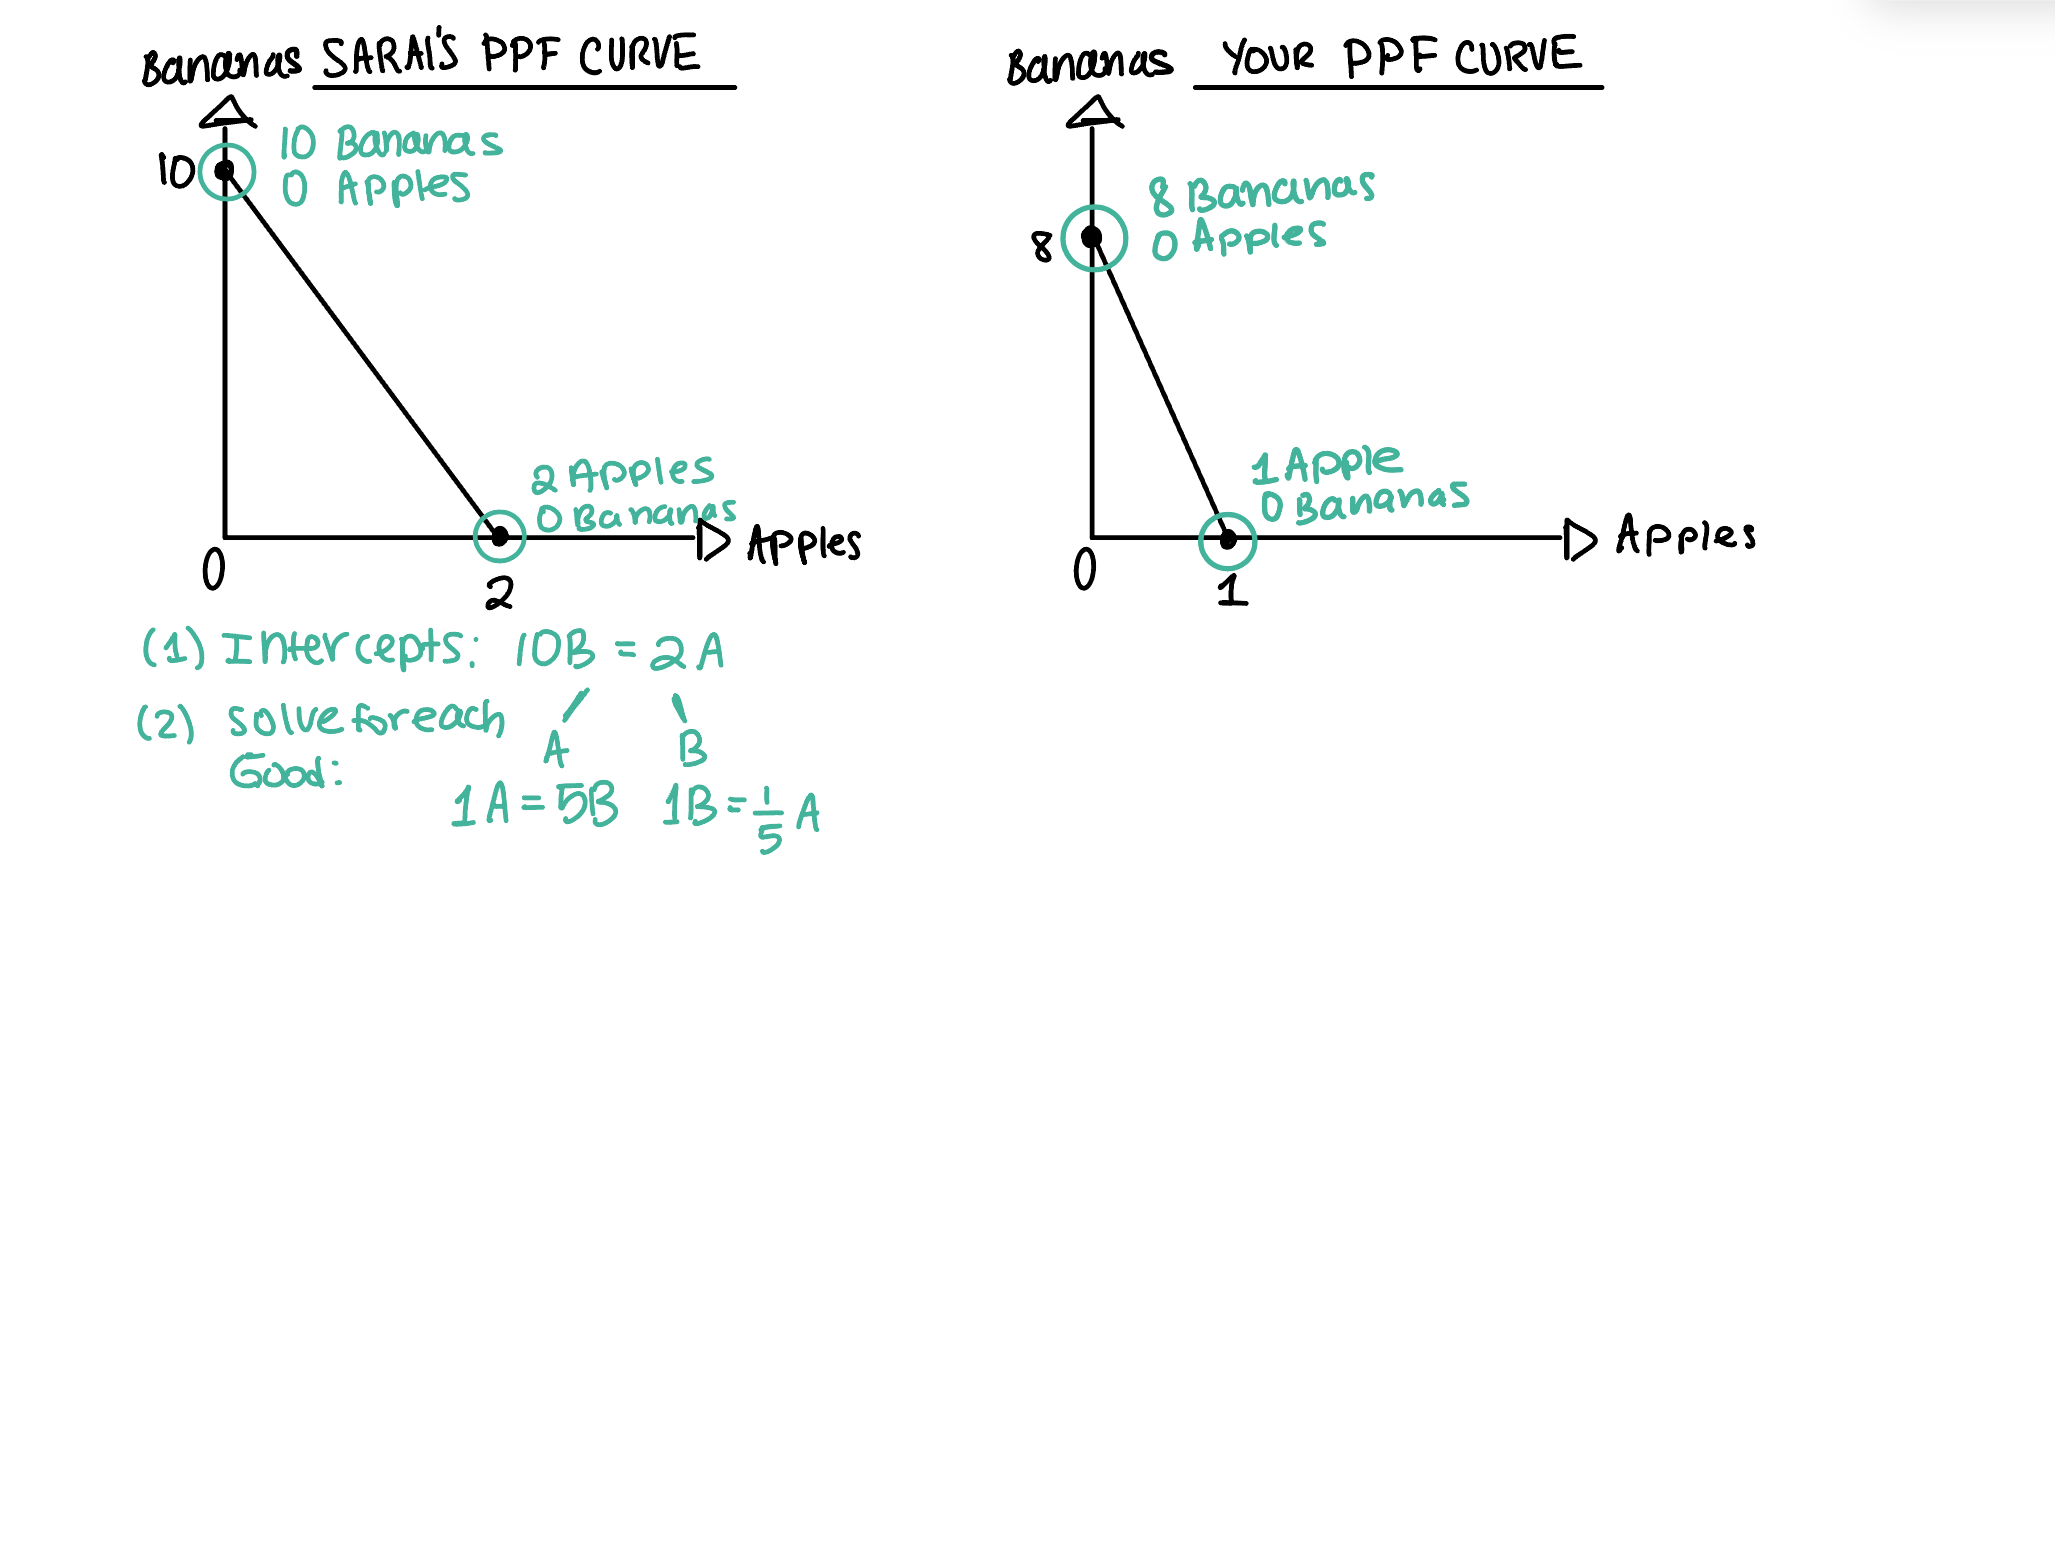 Bananas SARAI'S PPF CURVE
10
10 Bananas
0 Apples
2 Apples
0 Bananas
Apples
0
2
(1) Intercepts: 10B = 2A
(2) solve for each
Good:
A
B
1A = 5B
1B = 1/5 A
Bananas YOUR PPF CURVE
8
8 Bananas
0 Apples
1 Apple
0 Bananas
Apples
0
1